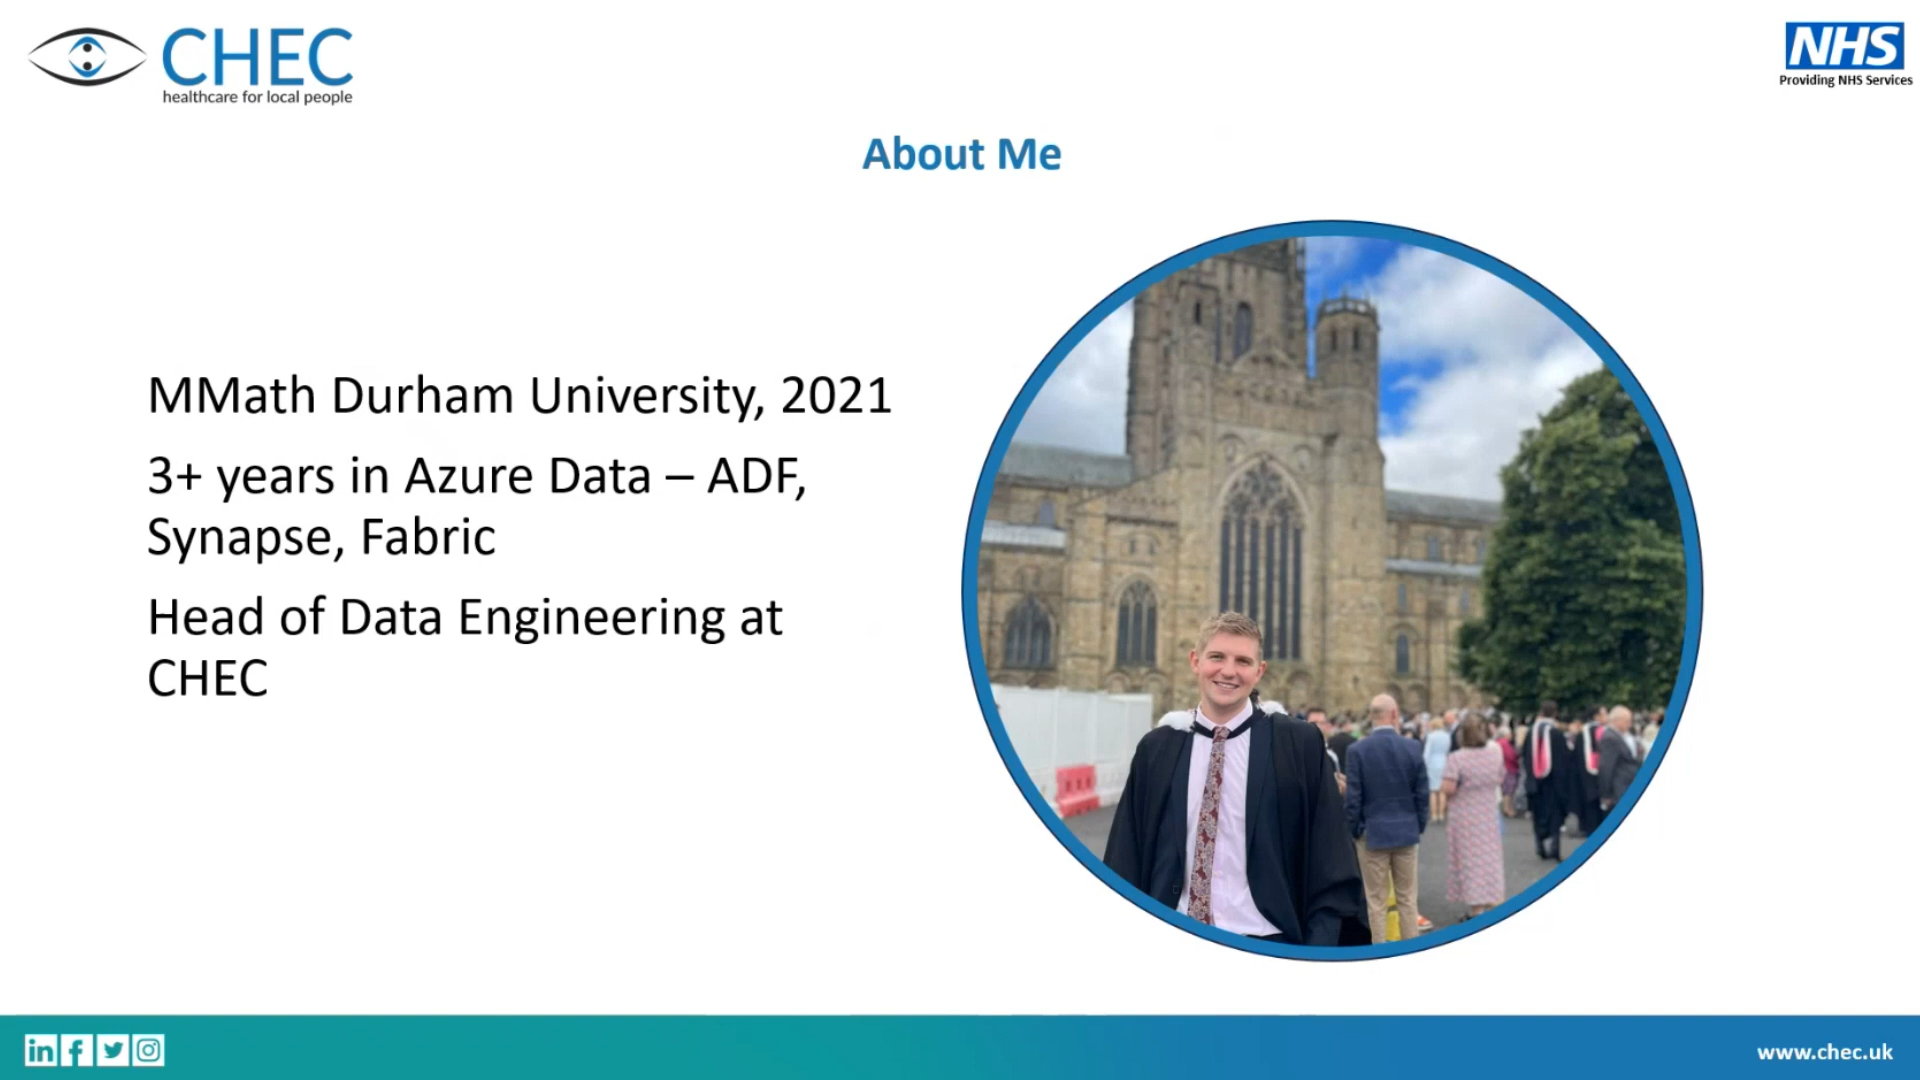 CHEC
healthcare for local people
NHS
Providing NHS Services
About Me
MMath Durham University, 2021
3+ years in Azure Data – ADF,
Synapse, Fabric
Head of Data Engineering at
CHEC
in
www.chec.uk